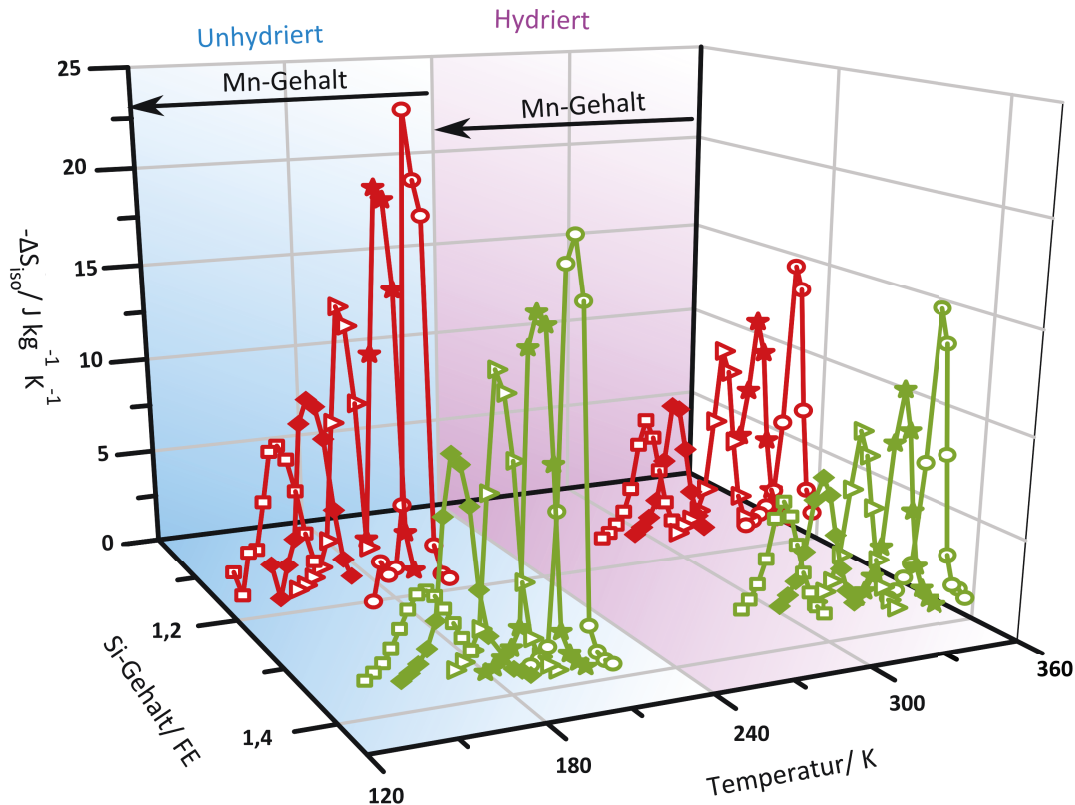 Hydriert
Unhydriert
Mn-Gehalt
Mn-Gehalt
25
20
15
10
5
0
-ΔS_iso/ J kg^-1 K^-1
1,2
1,4
Si-Gehalt/ FE
120
180
240
300
360
Temperatur/ K